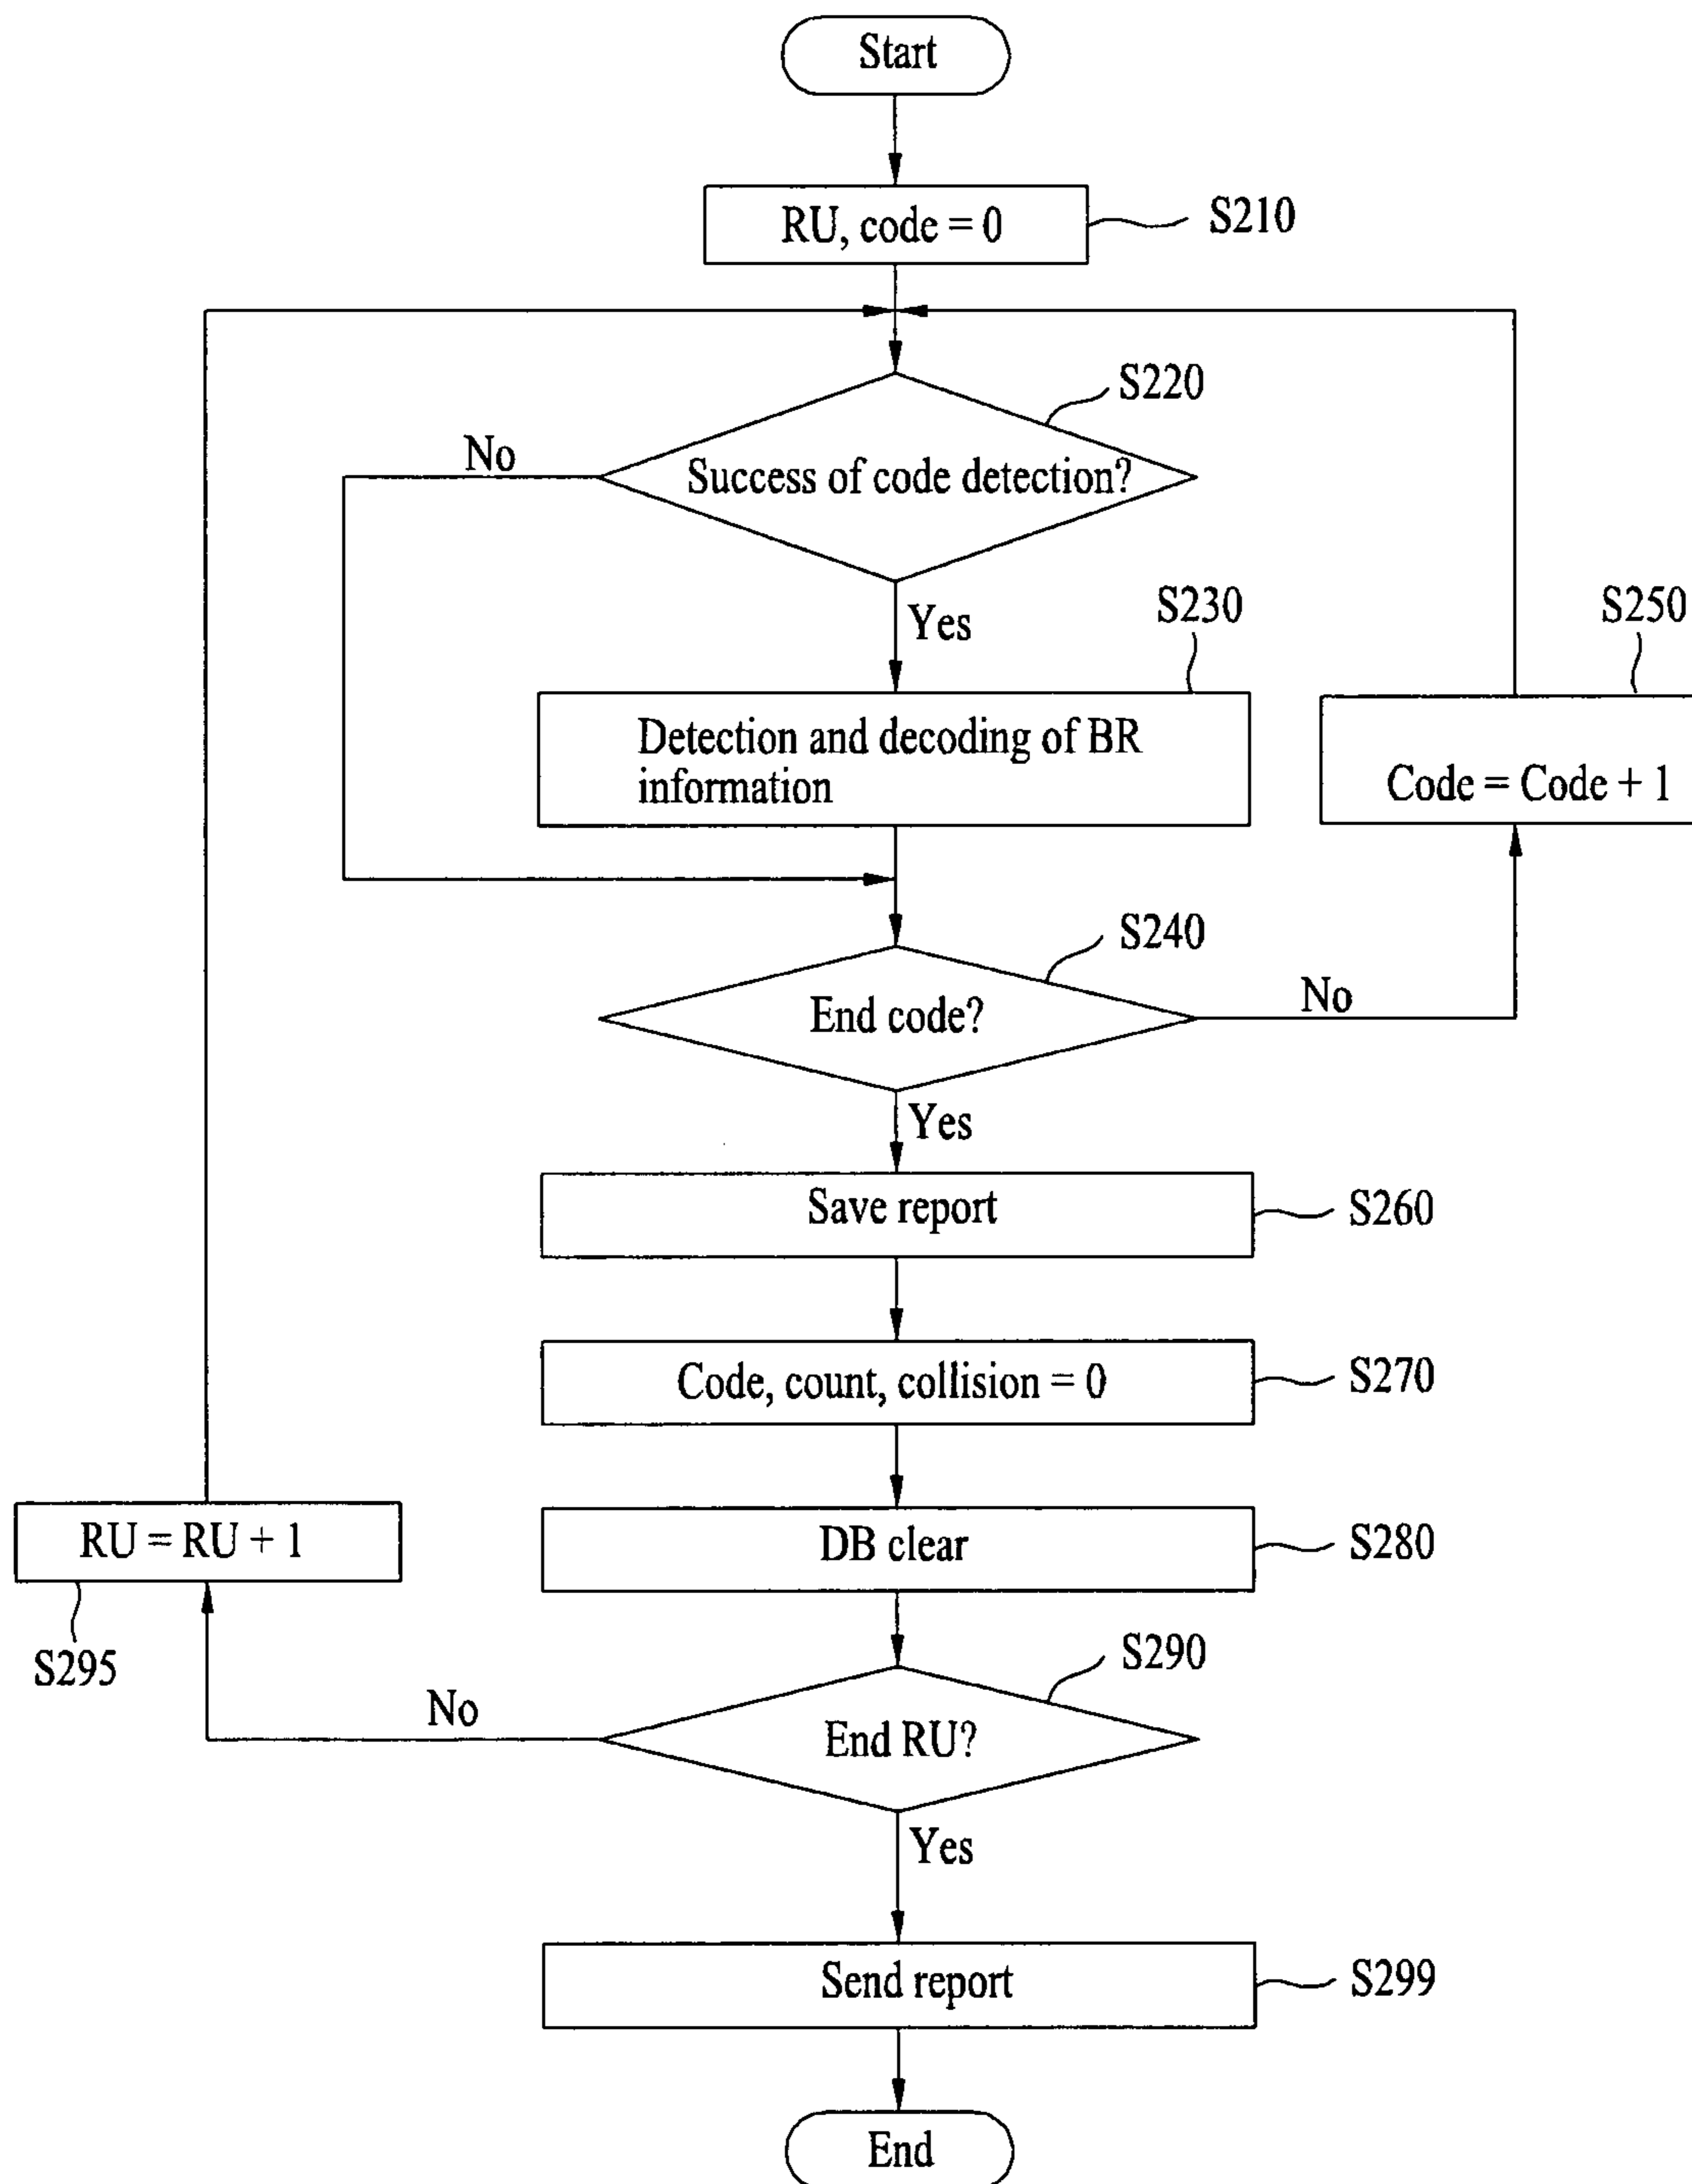 Start
RU, code = 0
S210
S220
No
Success of code detection?
Yes
S230
S250
Detection and decoding of BR
information
Code = Code + 1
S240
End code?
No
Yes
Save report
S260
Code, count, collision = 0
S270
RU = RU + 1
DB clear
S280
S295
S290
No
End RU?
Yes
Send report
S299
End